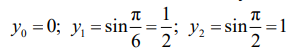 y₀ = 0; y₁ = sin π/6 = 1/2; y₂ = sin π/2 = 1